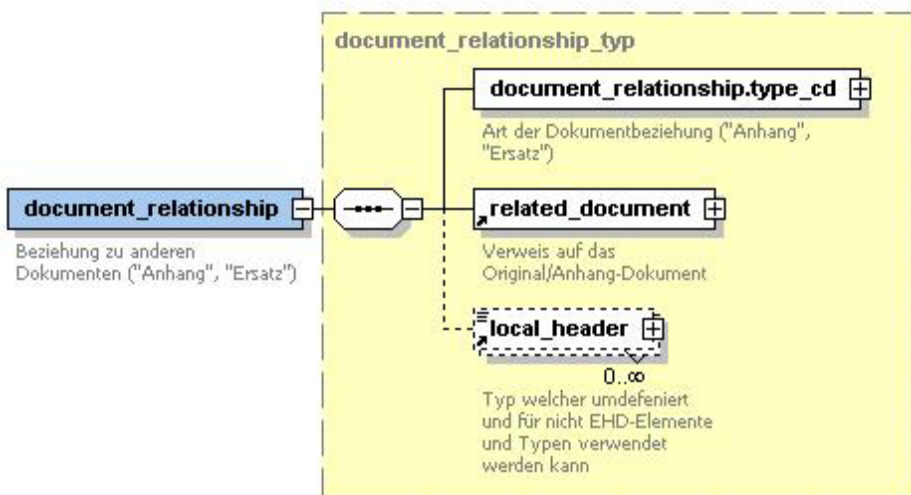 document_relationship_typ
document_relationship.type_cd
Art der Dokumentbeziehung ("Anhang",
"Ersatz")
document_relationship
Beziehung zu anderen
Dokumenten ("Anhang", "Ersatz")
related_document
Verweis auf das
Original/Anhang-Dokument
local_header
0..∞
Typ welcher umdefeniert
und für nicht EHD-Elemente
und Typen verwendet
werden kann